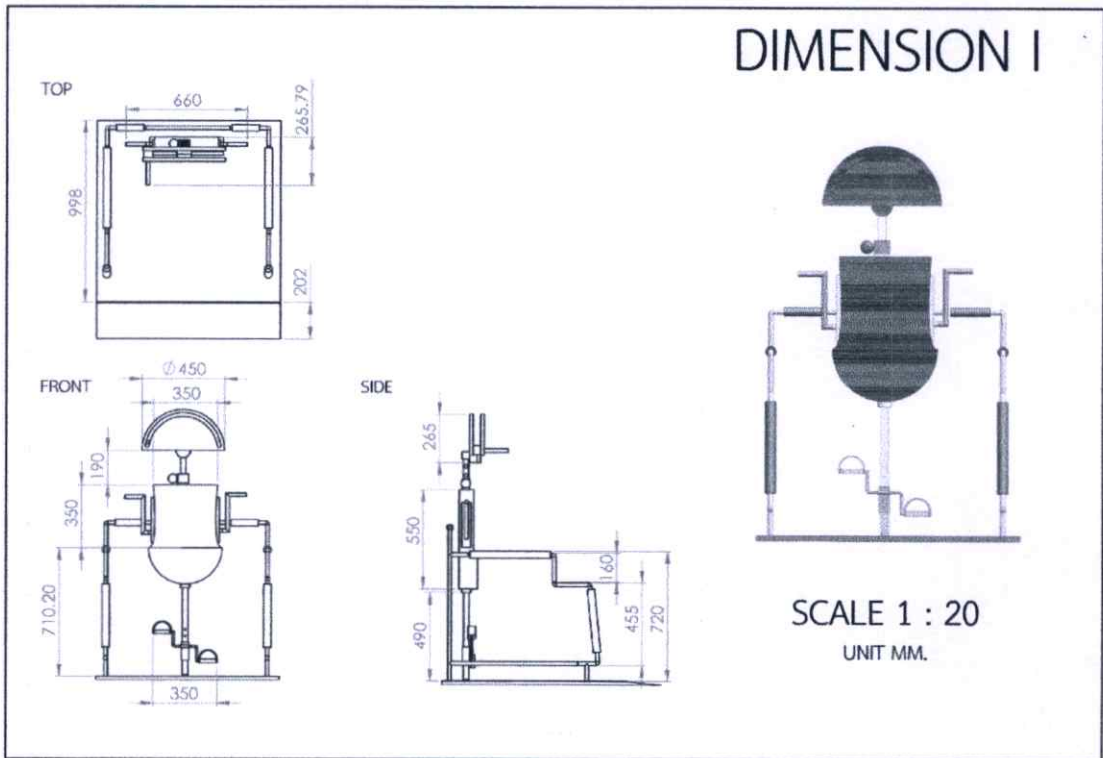 DIMENSION I
TOP
660
265.79
998
202
FRONT
Ø 450
350
190
350
710.20
350
SIDE
265
550
490
160
455
720
SCALE 1 : 20
UNIT MM.